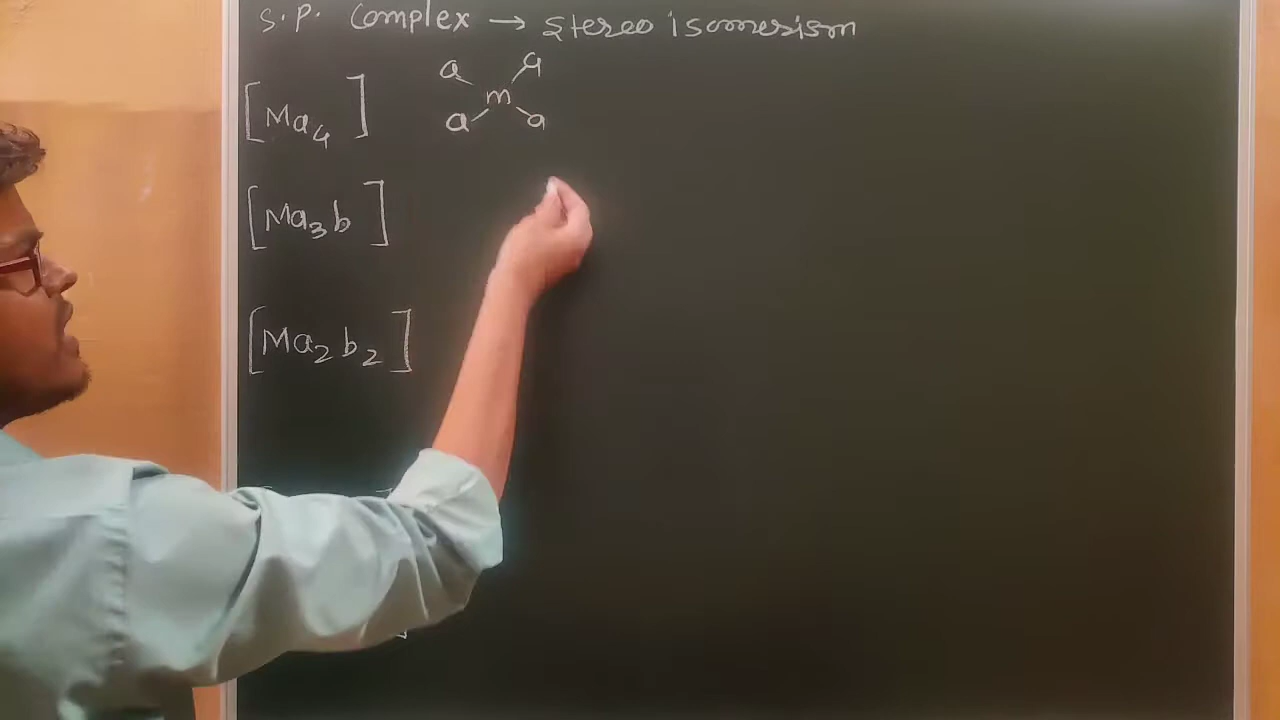 S.P. Complex → stereo isomerism
[Ma₄]
a a
m
a a
[Ma₃b]
[Ma₂b₂]